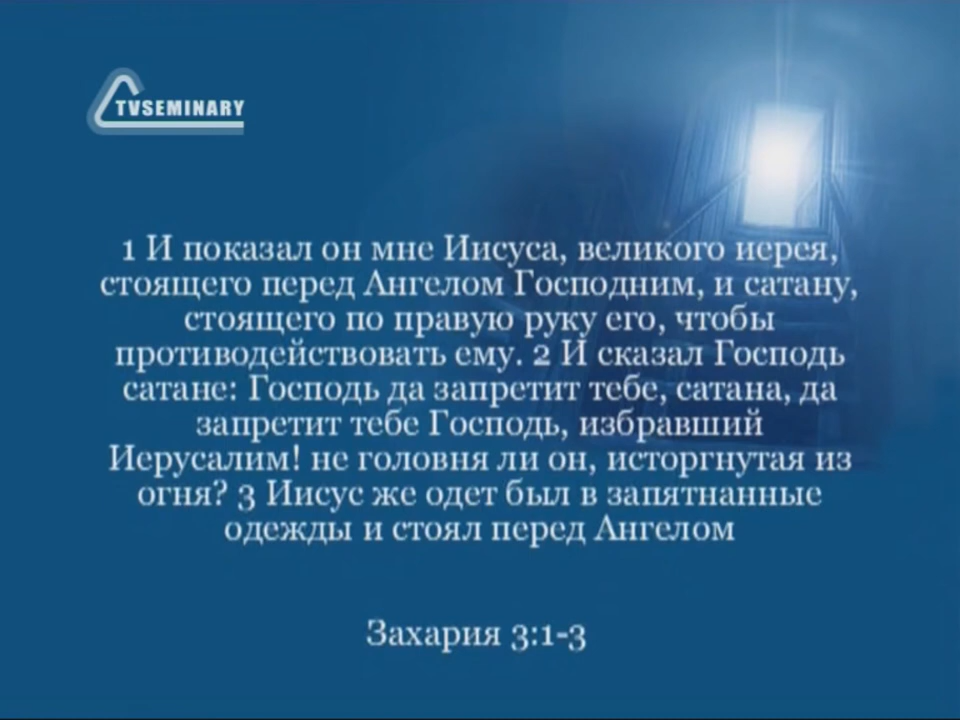 TVSEMINARY
1 И показал он мне Иисуса, великого иерея,
стоящего перед Ангелом Господним, и сатану,
стоящего по правую руку его, чтобы
противодействовать ему. 2 И сказал Господь
сатане: Господь да запретит тебе, сатана, да
запретит тебе Господь, избравший
Иерусалим! не головня ли он, исторгнутая из
огня? 3 Иисус же одет был в запятнанные
одежды и стоял перед Ангелом
Захария 3:1-3